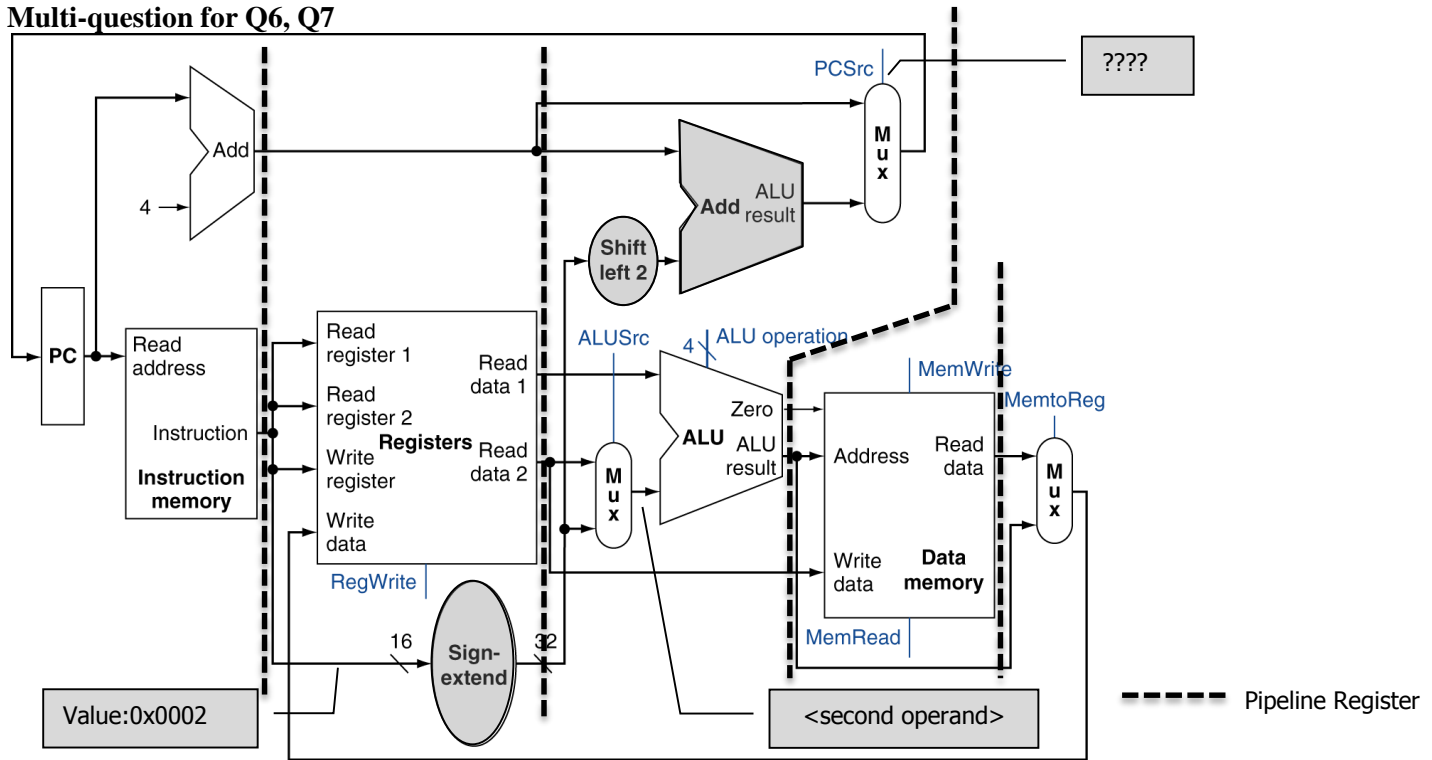 Multi-question for Q6, Q7
PCSrc
????
M
u
x
Add
4
ALU
Add result
Shift
left 2
PC
Read
address
Instruction
Instruction
memory
Read
register 1
Read
register 2
Registers
Write
register
Write
data
Read
data 1
Read
data 2
RegWrite
ALUSrc
M
u
x
4
ALU operation
Zero
ALU
ALU
result
MemWrite
Address
Read
data
Write
data
Data
memory
MemRead
MemtoReg
M
u
x
16
Sign-
extend
32
Value:0x0002
<second operand>
Pipeline Register